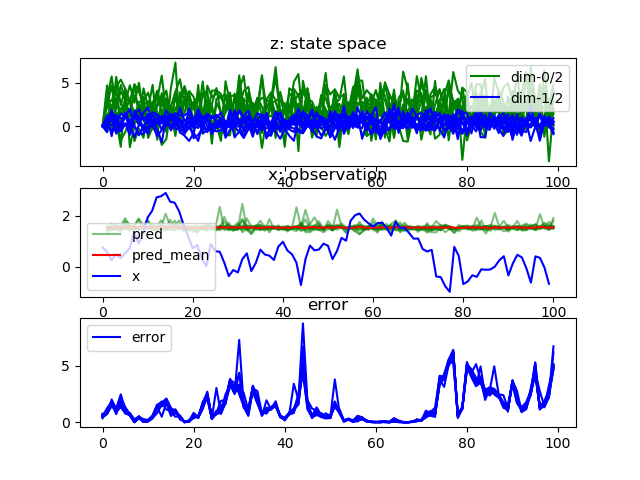 z: state space
5
0
dim-0/2
dim-1/2
0 20 40 60 80 100
x: observation
2
0
pred
pred_mean
x
0 20 40 60 80 100
error
5
0
error
0 20 40 60 80 100